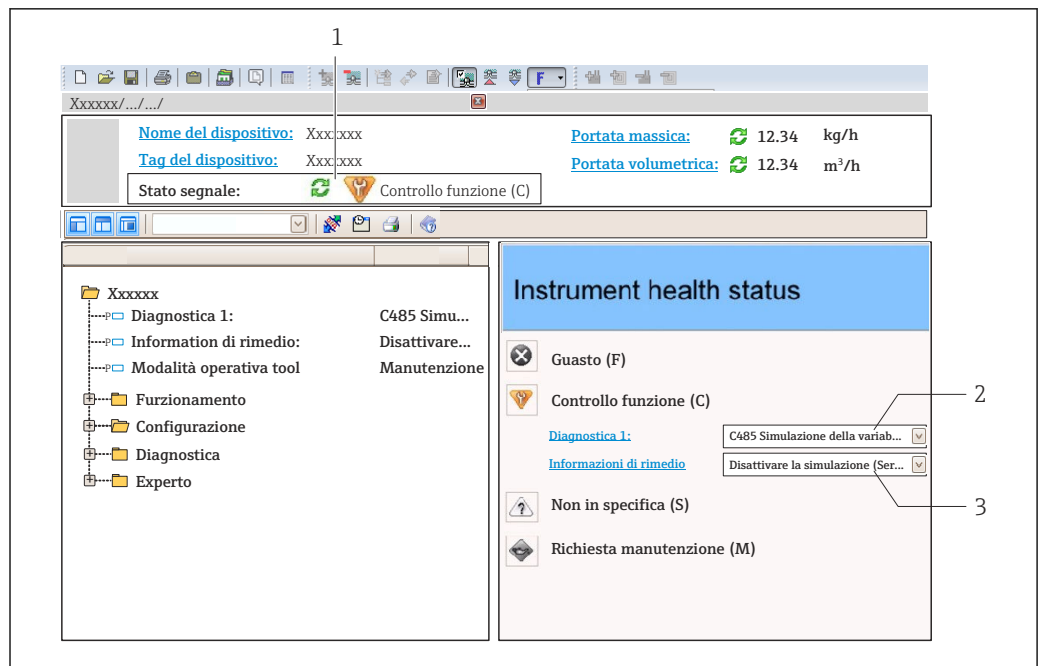 1
F
Xxxxxx/.../.../
Nome del dispositivo: Xxxxxxx
Portata massica: 12.34 kg/h
Tag del dispositivo: Xxxxxxx
Portata volumetrica: 12.34 m³/h
Stato segnale: Controllo funzione (C)
Xxxxxx
P Diagnostica 1: C485 Simu...
P Information di rimedio: Disattivare...
P Modalità operativa tool Manutenzione
Furzionamento
Configurazione
Diagnostica
Experto
Instrument health status
Guasto (F)
Controllo funzione (C)
2
Diagnostica 1: C485 Simulazione della variab...
Informazioni di rimedio Disattivare la simulazione (Ser...
3
Non in specifica (S)
Richiesta manutenzione (M)